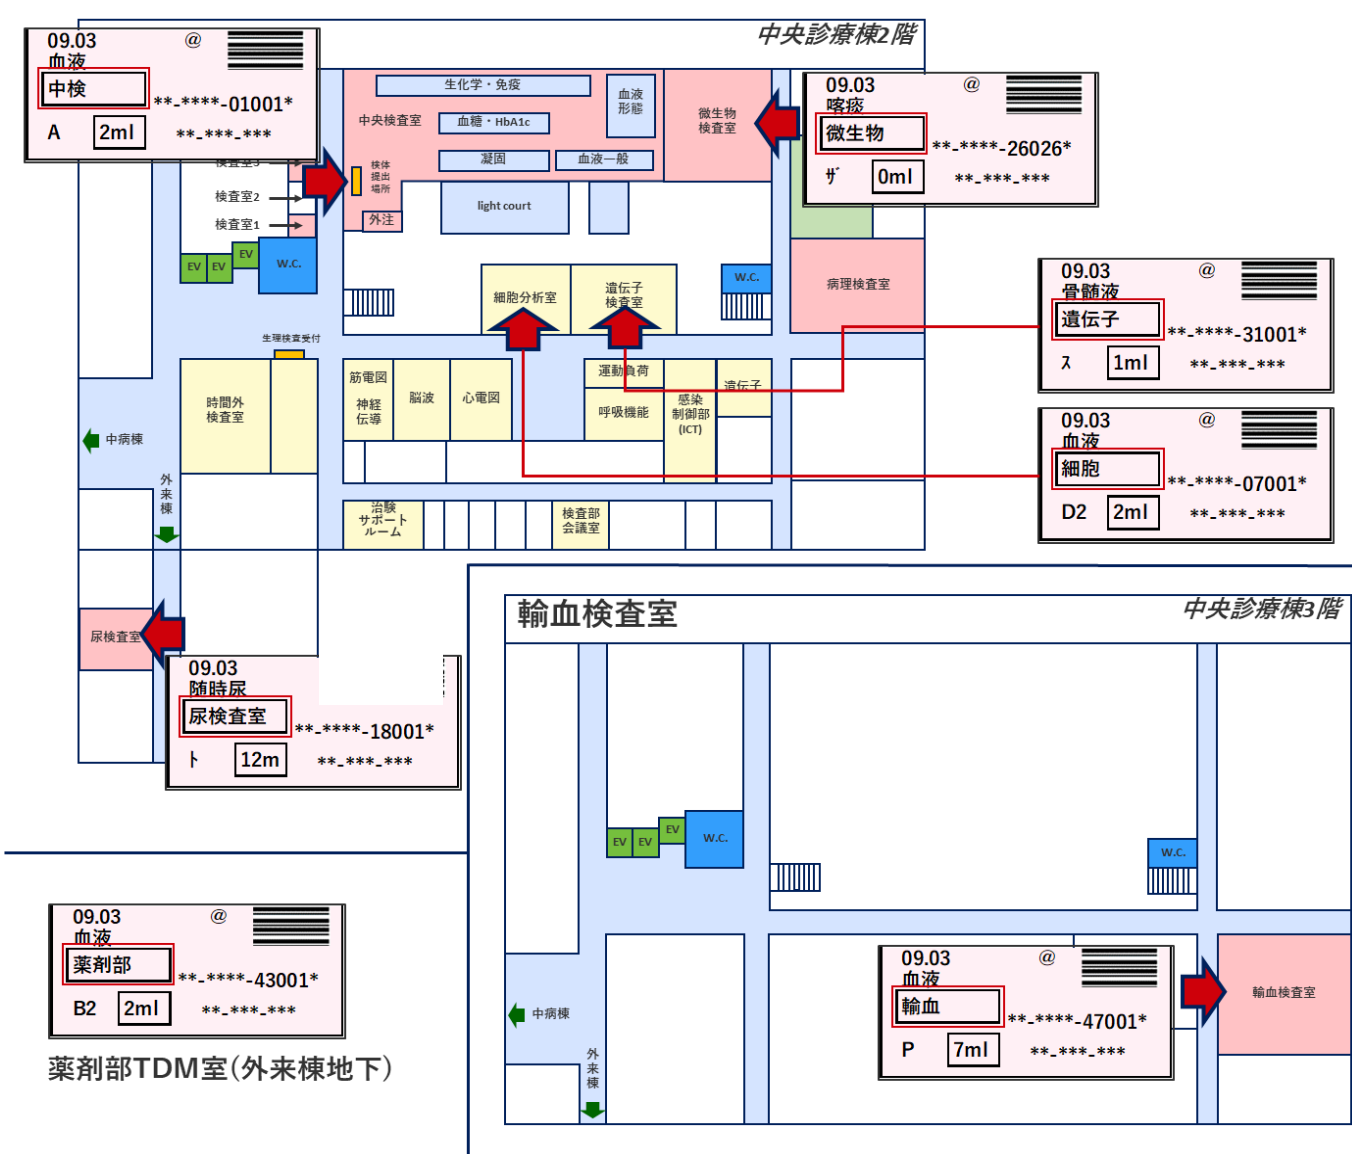 中央診療棟2階
09.03
@
血液
中検
**-****-01001*
A
2ml
**-***-***
生化学・免疫
血液
形態
中央検査室
血糖・HbA1c
凝固
血液一般
微生物
検査室
09.03
@
喀痰
微生物
**-****-26026*
ザ
0ml
**-***-***
検査室3
検査室2
検査室1
検体
提出
場所
外注
light court
EV
EV
EV
W.C.
細胞分析室
遺伝子
検査室
W.C.
病理検査室
09.03
@
骨髄液
遺伝子
**-****-31001*
ス
1ml
**-***-***
生理検査受付
時間外
検査室
筋電図
神経
伝導
脳波
心電図
運動負荷
呼吸機能
感染
制御部
(ICT)
遺伝子
09.03
@
血液
細胞
**-****-07001*
D2
2ml
**-***-***
中病棟
外来棟
治験
サポート
ルーム
検査部
会議室
尿検査室
09.03
随時尿
尿検査室
**-****-18001*
ト
12m
**-***-***
輸血検査室
中央診療棟3階
EV
EV
EV
W.C.
W.C.
中病棟
外来棟
09.03
@
血液
輸血
**-****-47001*
P
7ml
**-***-***
輸血検査室
09.03
@
血液
薬剤部
**-****-43001*
B2
2ml
**-***-***
薬剤部TDM室(外来棟地下)